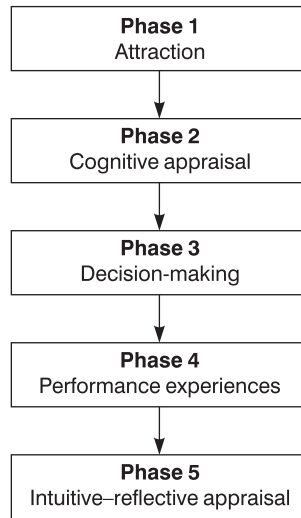 Phase 1
Attraction
Phase 2
Cognitive appraisal
Phase 3
Decision-making
Phase 4
Performance experiences
Phase 5
Intuitive–reflective appraisal